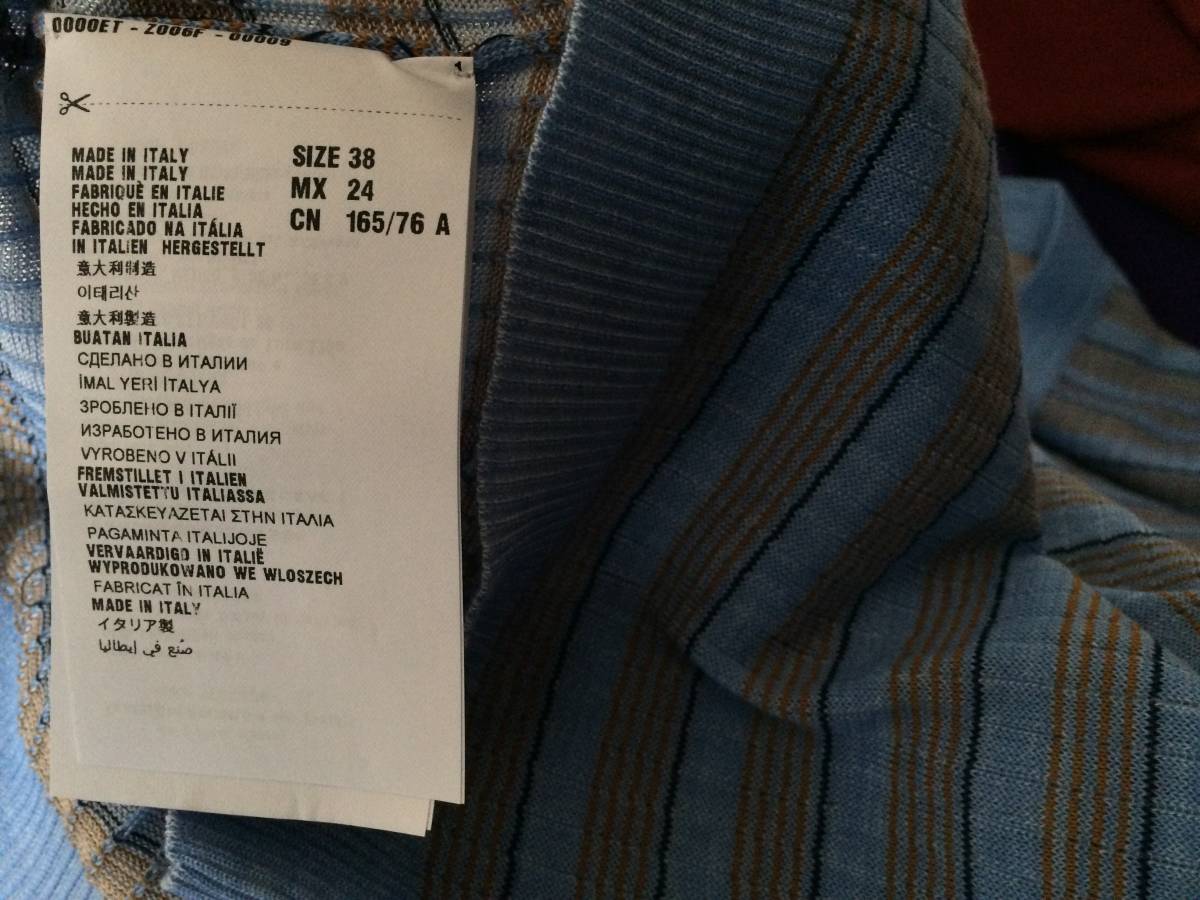 0000ET - Z006F - 00009
1
MADE IN ITALY
MADE IN ITALY
FABRIQUÈ EN ITALIE
HECHO EN ITALIA
FABRICADO NA ITÁLIA
IN ITALIEN HERGESTELLT
意大利制造
이태리산
意大利製造
BUATAN ITALIA
СДЕЛАНО В ИТАЛИИ
İMAL YERİ İTALYA
ЗРОБЛЕНО В ІТАЛІЇ
ИЗРАБОТЕНО В ИТАЛИЯ
VYROBENO V ITÁLII
FREMSTILLET I ITALIEN
VALMISTETTU ITALIASSA
ΚΑΤΑΣΚΕΥΑΖΕΤΑΙ ΣΤΗΝ ΙΤΑΛΙΑ
PAGAMINTA ITALIJOJE
VERVAARDIGD IN ITALIË
WYPRODUKOWANO WE WLOSZECH
FABRICAT ÎN ITALIA
MADE IN ITALY
イタリア製
صُنع في إيطاليا
SIZE 38
MX 24
CN 165/76 A